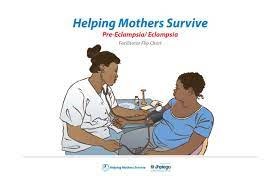 Helping Mothers Survive
Pre-Eclampsia/ Eclampsia
Facilitator Flip Chart
Helping Mothers Survive
Jhpiego